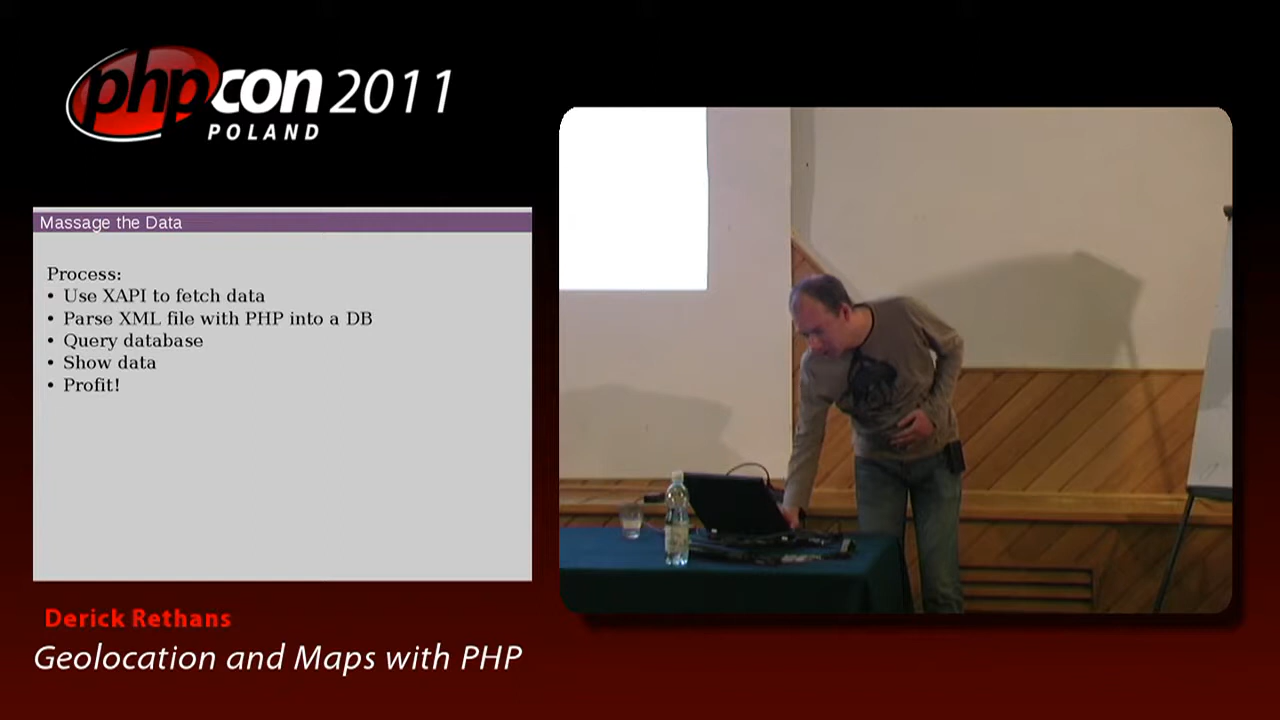 phpcon 2011
POLAND
Massage the Data
Process:
• Use XAPI to fetch data
• Parse XML file with PHP into a DB
• Query database
• Show data
• Profit!
Derick Rethans
Geolocation and Maps with PHP